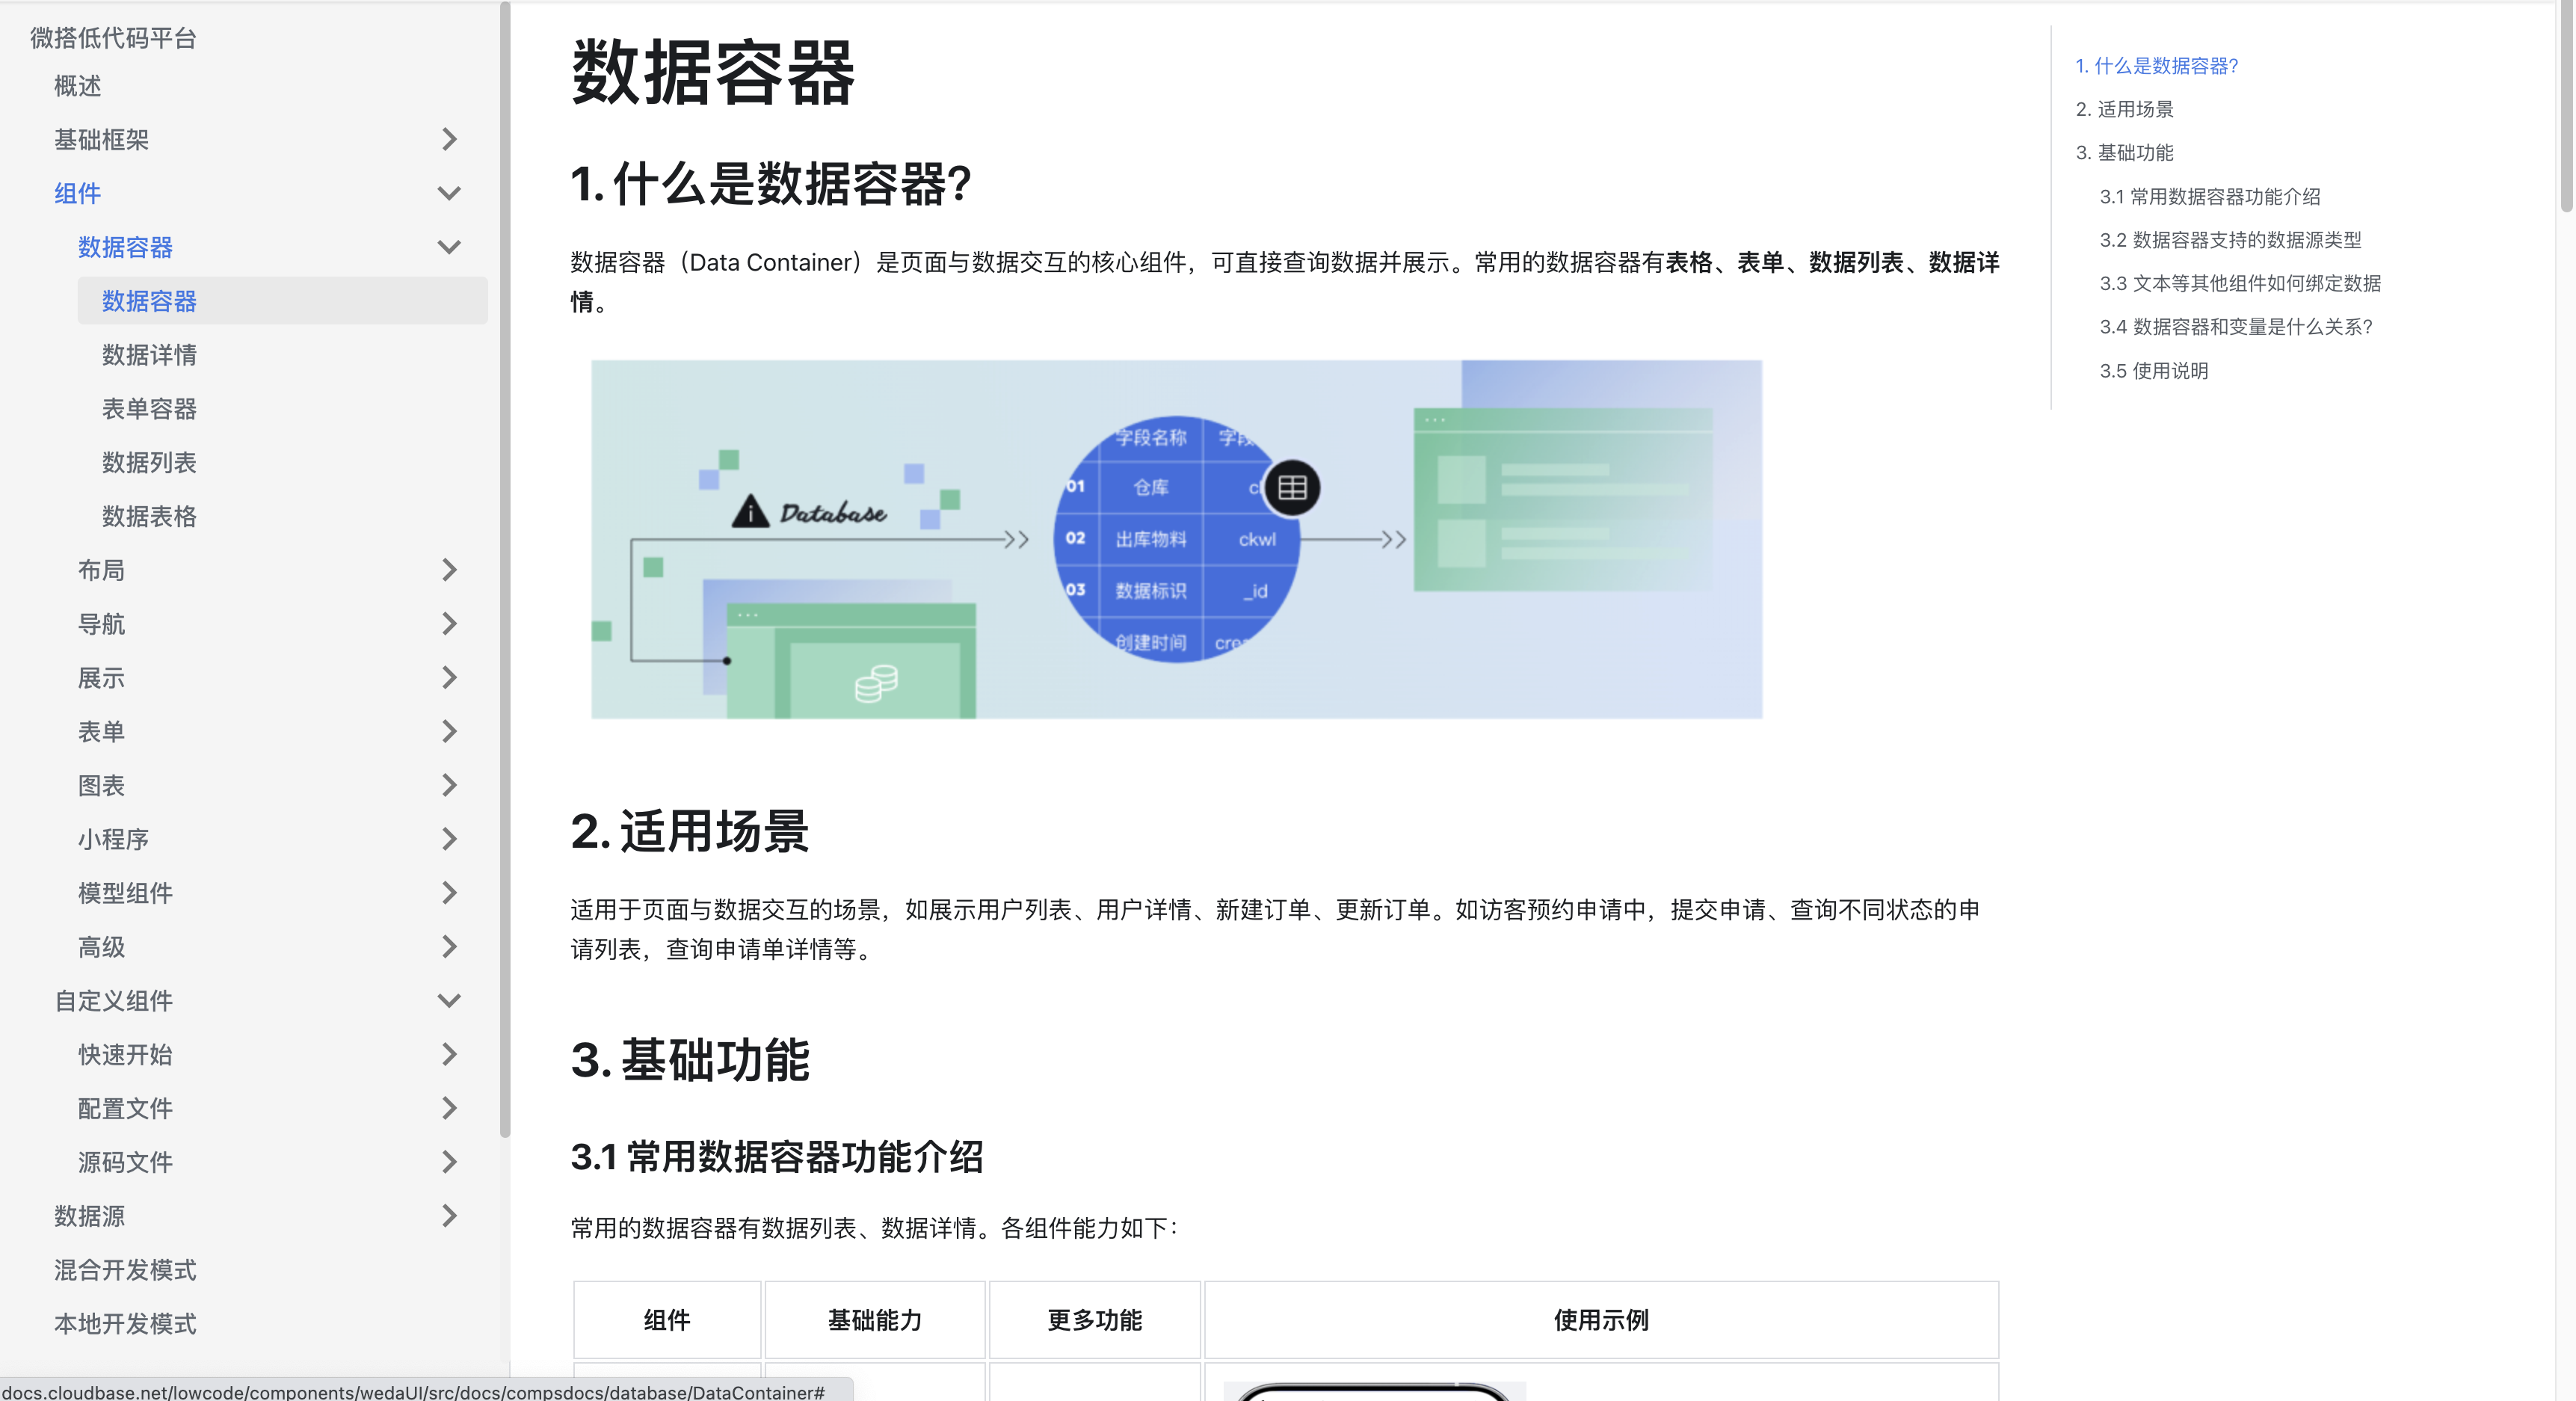 微搭低代码平台
概述
基础框架
组件
数据容器
数据容器
数据详情
表单容器
数据列表
数据表格
布局
导航
展示
表单
图表
小程序
模型组件
高级
自定义组件
快速开始
配置文件
源码文件
数据源
混合开发模式
本地开发模式
docs.cloudbase.net/lowcode/components/wedaUI/src/docs/compsdocs/database/DataContainer#
数据容器
1. 什么是数据容器?
数据容器（Data Container）是页面与数据交互的核心组件，可直接查询数据并展示。常用的数据容器有表格、表单、数据列表、数据详
情。
Database
字段名称 字段
01 仓库
02 出库物料 ckwl
03 数据标识 _id
创建时间
2. 适用场景
适用于页面与数据交互的场景，如展示用户列表、用户详情、新建订单、更新订单。如访客预约申请中，提交申请、查询不同状态的申
请列表，查询申请单详情等。
3. 基础功能
3.1 常用数据容器功能介绍
常用的数据容器有数据列表、数据详情。各组件能力如下：
组件 基础能力 更多功能 使用示例
1. 什么是数据容器?
2. 适用场景
3. 基础功能
3.1 常用数据容器功能介绍
3.2 数据容器支持的数据源类型
3.3 文本等其他组件如何绑定数据
3.4 数据容器和变量是什么关系?
3.5 使用说明